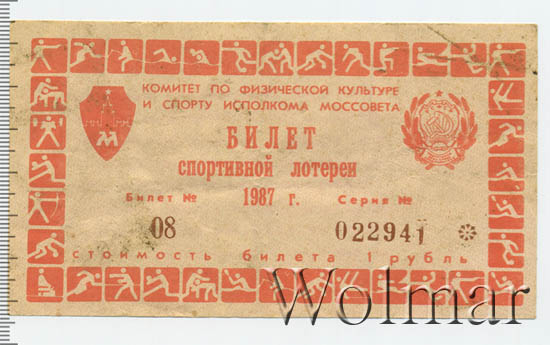 КОМИТЕТ ПО ФИЗИЧЕСКОЙ КУЛЬТУРЕ
И СПОРТУ ИСПОЛКОМА МОССОВЕТА
М
БИЛЕТ
спортивной лотереи
Билет № 1987 г. Серия №
08 022941
стоимость билета 1 рубль
Wolmar